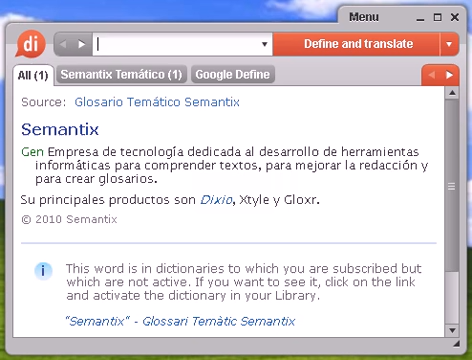 Menu
di
Define and translate
All (1)
Semantix Temático (1)
Google Define
Source: Glosario Temático Semantix
Semantix
Gen Empresa de tecnología dedicada al desarrollo de herramientas
informáticas para comprender textos, para mejorar la redacción y
para crear glosarios.
Su principales producto​s son Dixio, Xtyle y Gloxr.
© 2010 Semantix
i
This word is in dictionaries to which you are subscribed but
which are not active. If you want to see it, click on the link
and activate the dictionary in your Library.
"Semantix" - Glossari Temàtic Semantix